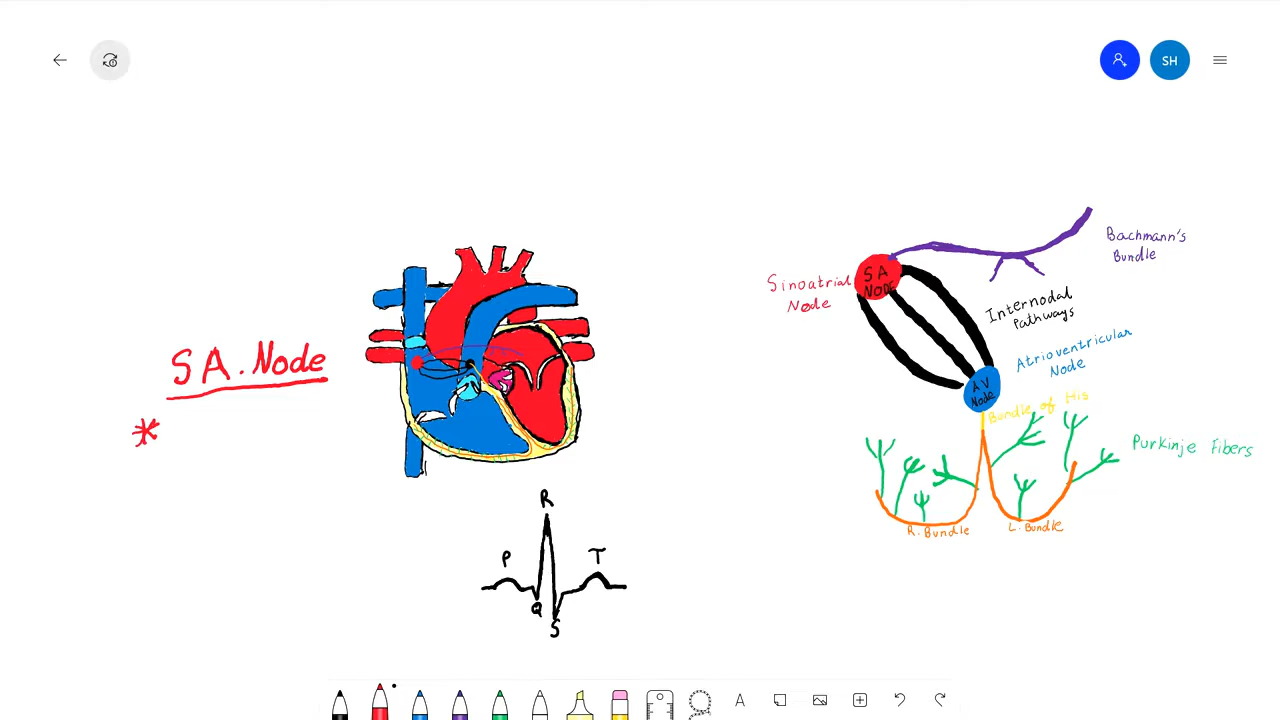 SH
Bachmann's
Bundle
SA
NODE
Sinoatrial
Node
Internodal
Pathways
SA. Node
*
Atrioventricular
Node
AV
Node
Bundle of His
Purkinje Fibers
R. Bundle
L. Bundle
R
P
T
Q
S
A